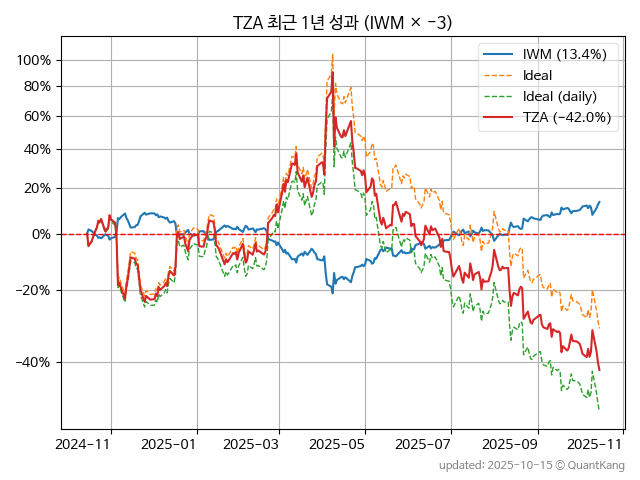 TZA 최근 1년 성과 (IWM × −3)
IWM (13.4%)
Ideal
Ideal (daily)
TZA (−42.0%)
100%
80%
60%
40%
20%
0%
−20%
−40%
2024-11
2025-01
2025-03
2025-05
2025-07
2025-09
2025-11
updated: 2025-10-15 © QuantKang